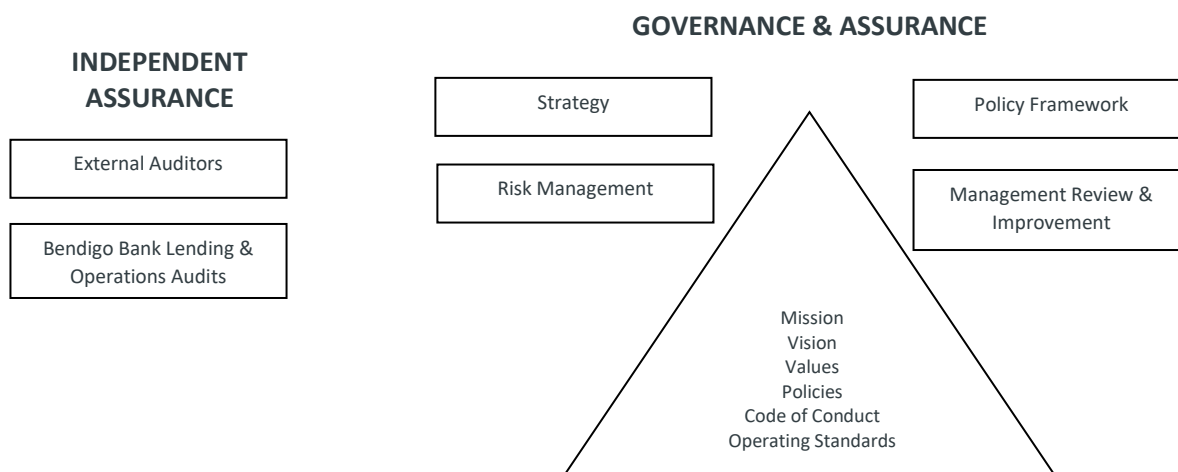 GOVERNANCE & ASSURANCE
INDEPENDENT
ASSURANCE
External Auditors
Bendigo Bank Lending &
Operations Audits
Strategy
Risk Management
Policy Framework
Management Review &
Improvement
Mission
Vision
Values
Policies
Code of Conduct
Operating Standards